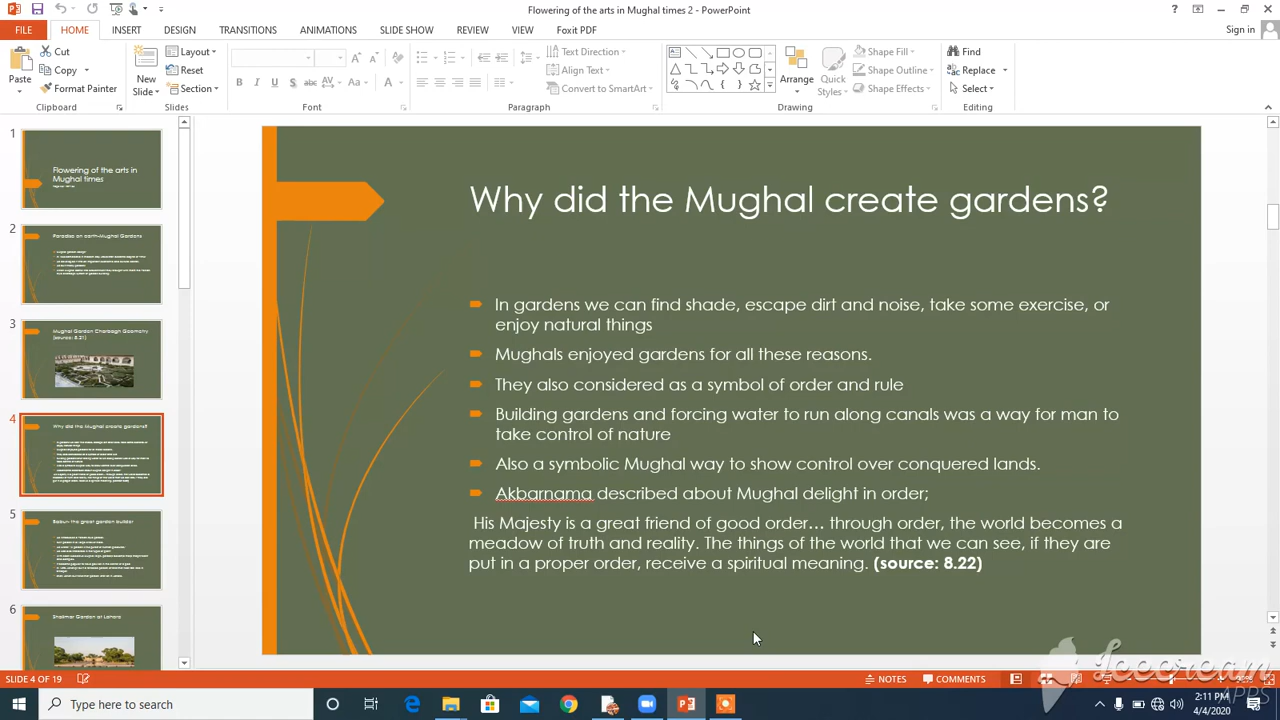 Flowering of the arts in Mughal times 2 - PowerPoint
Sign in
FILE HOME INSERT DESIGN TRANSITIONS ANIMATIONS SLIDE SHOW REVIEW VIEW Foxit PDF
Paste
Cut
Copy
Format Painter
Clipboard
New Slide
Layout
Reset
Section
Slides
B I U S abc AV Aa A
Font
Text Direction
Align Text
Convert to SmartArt
Paragraph
Arrange
Quick Styles
Shape Fill
Shape Outline
Shape Effects
Drawing
Find
Replace
Select
Editing
1
Flowering of the arts in
Mughal times
2
Paradise on earth-Mughal Gardens
3
Mughal Garden Charbagh Geometry
(source: 8.21)
4
Why did the Mughal create gardens?
5
Babur- the great garden builder
6
Shalimar Garden at Lahore
Why did the Mughal create gardens?
In gardens we can find shade, escape dirt and noise, take some exercise, or
enjoy natural things
Mughals enjoyed gardens for all these reasons.
They also considered as a symbol of order and rule
Building gardens and forcing water to run along canals was a way for man to
take control of nature
Also a symbolic Mughal way to show control over conquered lands.
Akbarnama described about Mughal delight in order;
His Majesty is a great friend of good order… through order, the world becomes a
meadow of truth and reality. The things of the world that we can see, if they are
put in a proper order, receive a spiritual meaning. (source: 8.22)
Icecream
APPS
SLIDE 4 OF 19
NOTES
COMMENTS
Type here to search
2:11 PM
4/4/2020